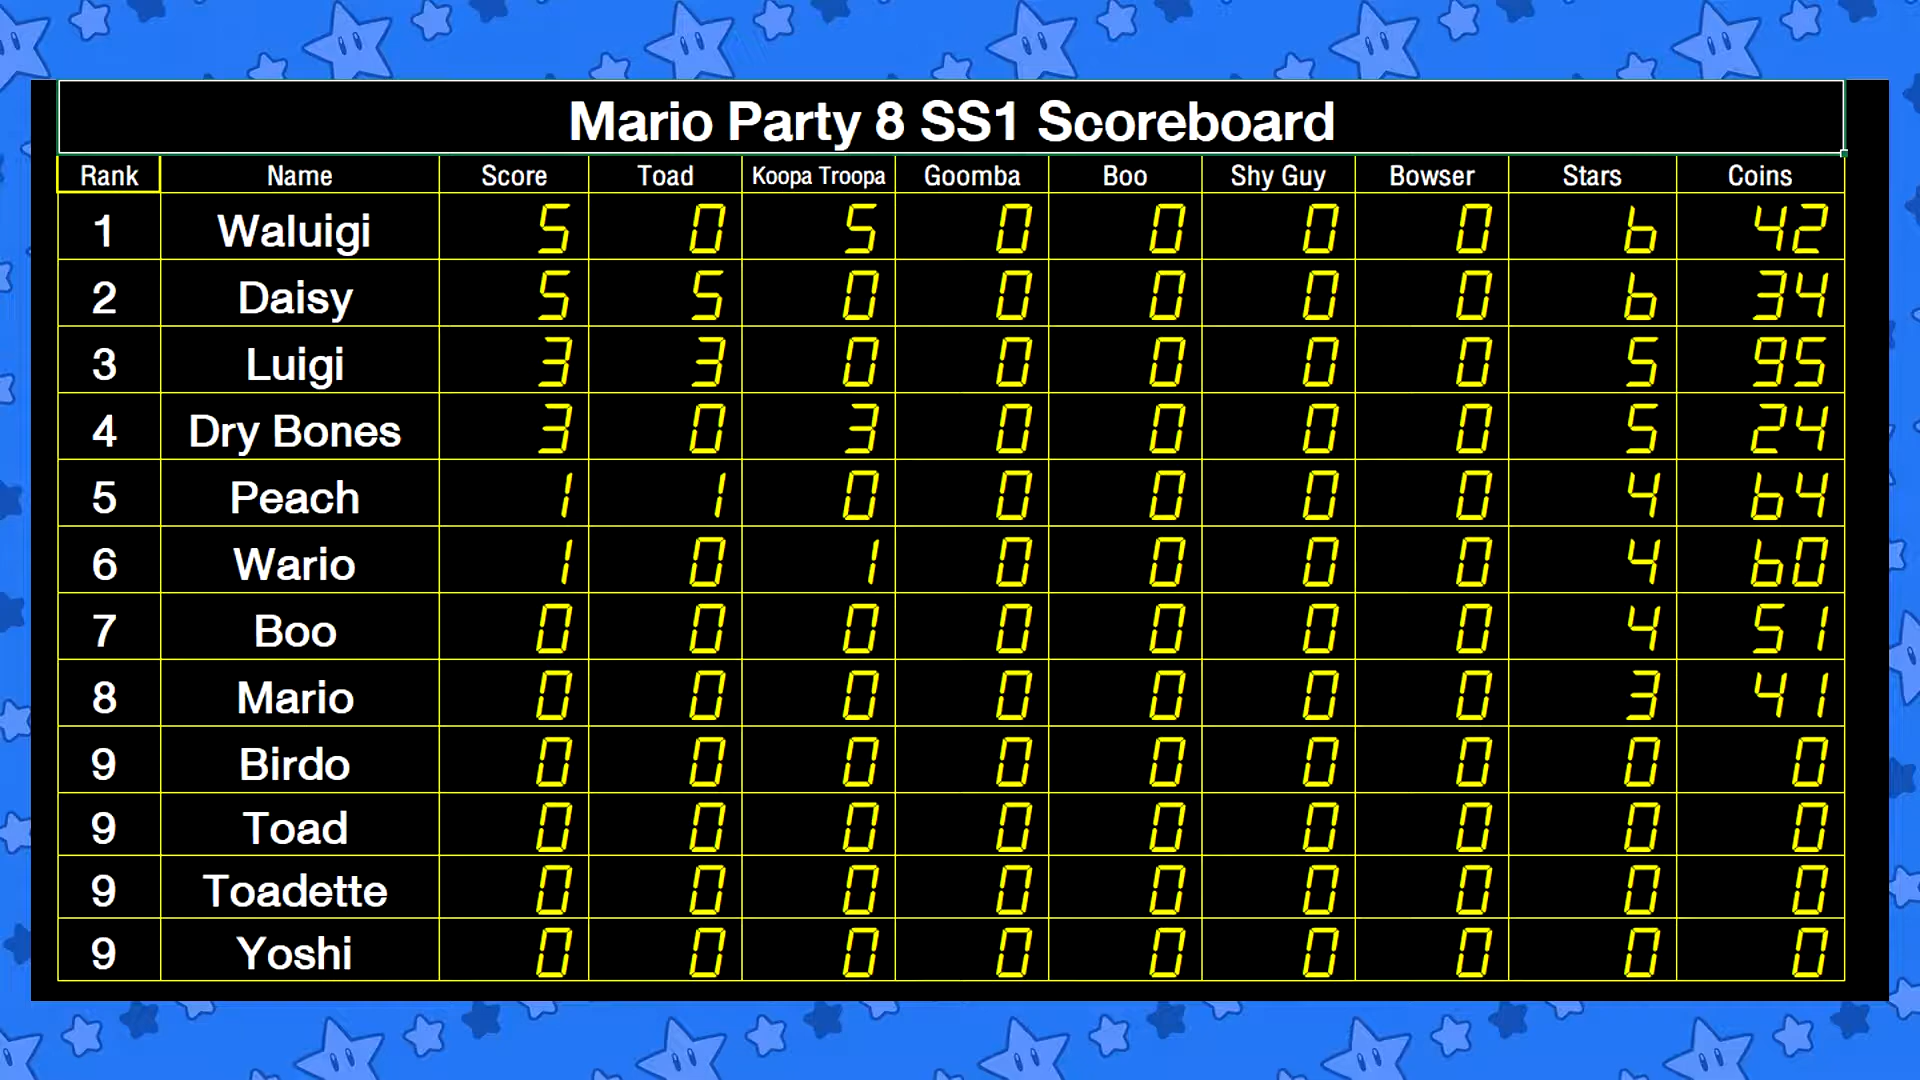 Mario Party 8 SS1 Scoreboard
Rank Name Score Toad Koopa Troopa Goomba Boo Shy Guy Bowser Stars Coins
1 Waluigi 5 0 5 0 0 0 0 6 42
2 Daisy 5 5 0 0 0 0 0 6 34
3 Luigi 3 3 0 0 0 0 0 5 95
4 Dry Bones 3 0 3 0 0 0 0 5 24
5 Peach 1 1 0 0 0 0 0 4 64
6 Wario 1 0 1 0 0 0 0 4 60
7 Boo 0 0 0 0 0 0 0 4 51
8 Mario 0 0 0 0 0 0 0 3 41
9 Birdo 0 0 0 0 0 0 0 0 0
9 Toad 0 0 0 0 0 0 0 0 0
9 Toadette 0 0 0 0 0 0 0 0 0
9 Yoshi 0 0 0 0 0 0 0 0 0